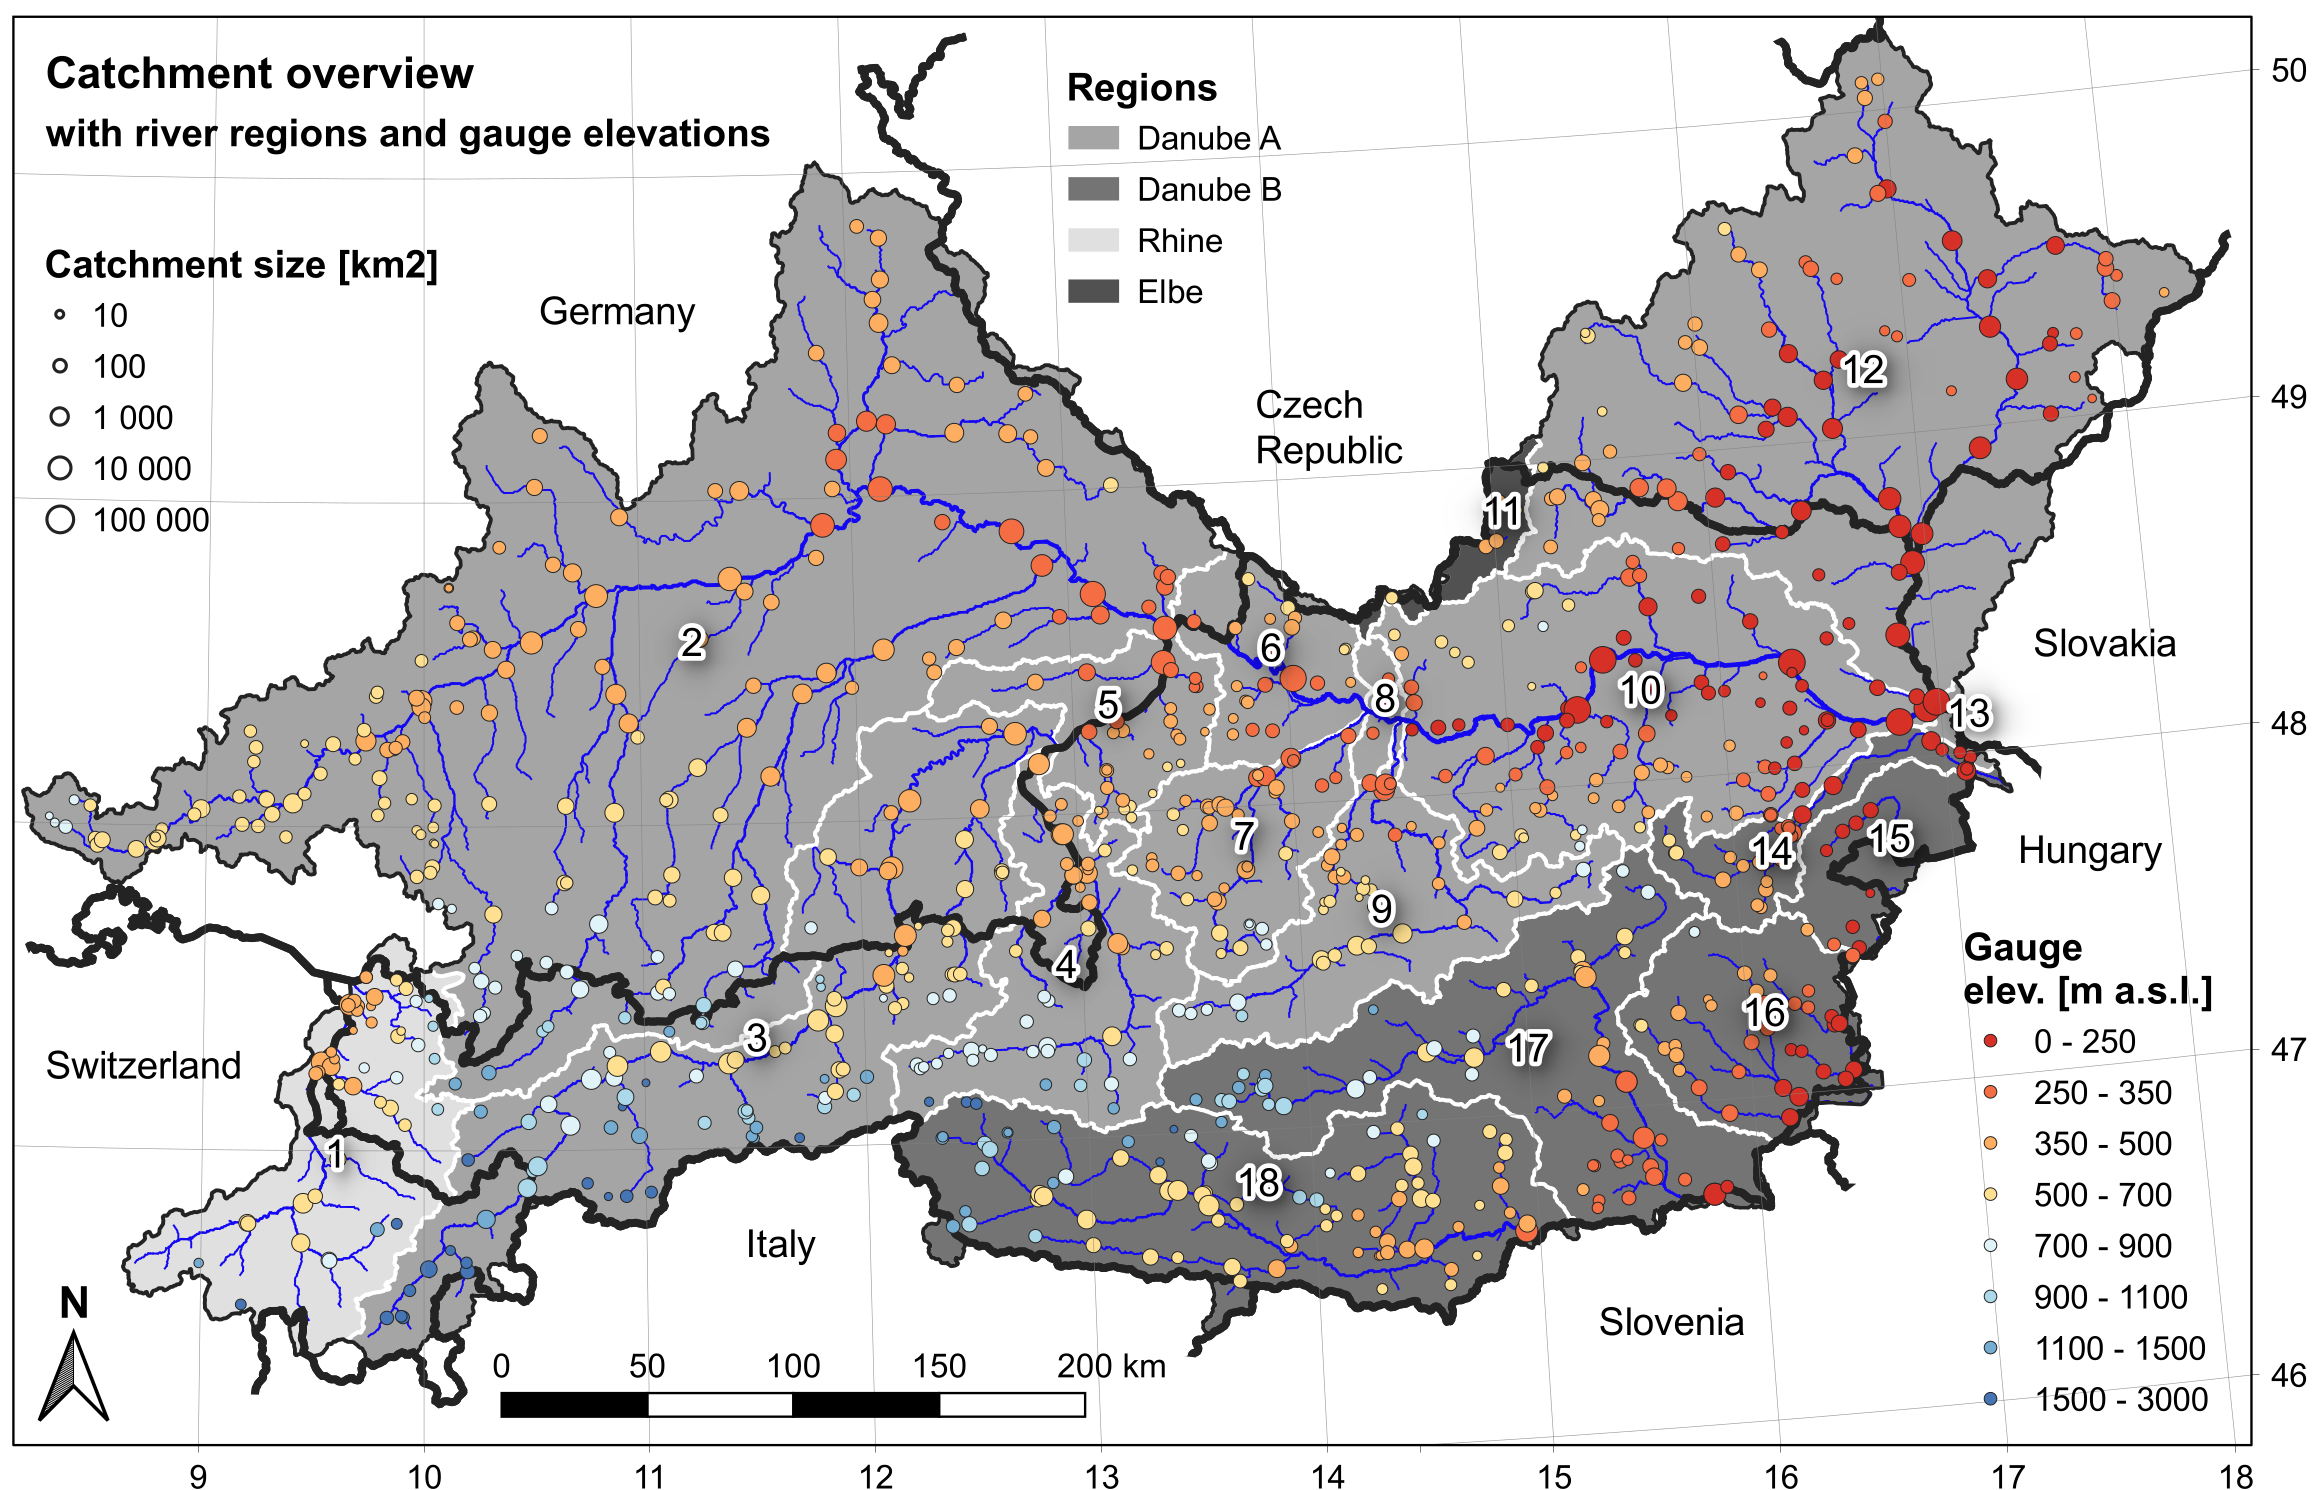 Catchment overview
with river regions and gauge elevations
Catchment size [km2]
10
100
1 000
10 000
100 000
Regions
Danube A
Danube B
Rhine
Elbe
Germany
Czech
Republic
Slovakia
Hungary
Switzerland
Italy
Slovenia
1
2
3
4
5
6
7
8
9
10
11
12
13
14
15
16
17
18
Gauge
elev. [m a.s.l.]
0 - 250
250 - 350
350 - 500
500 - 700
700 - 900
900 - 1100
1100 - 1500
1500 - 3000
N
0 50 100 150 200 km
50
49
48
47
46
9 10 11 12 13 14 15 16 17 18